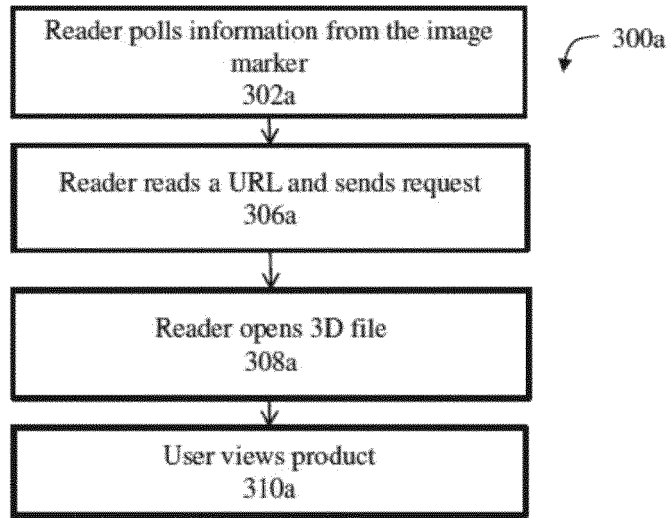 Reader polls information from the image
marker
302a
300a
Reader reads a URL and sends request
306a
Reader opens 3D file
308a
User views product
310a